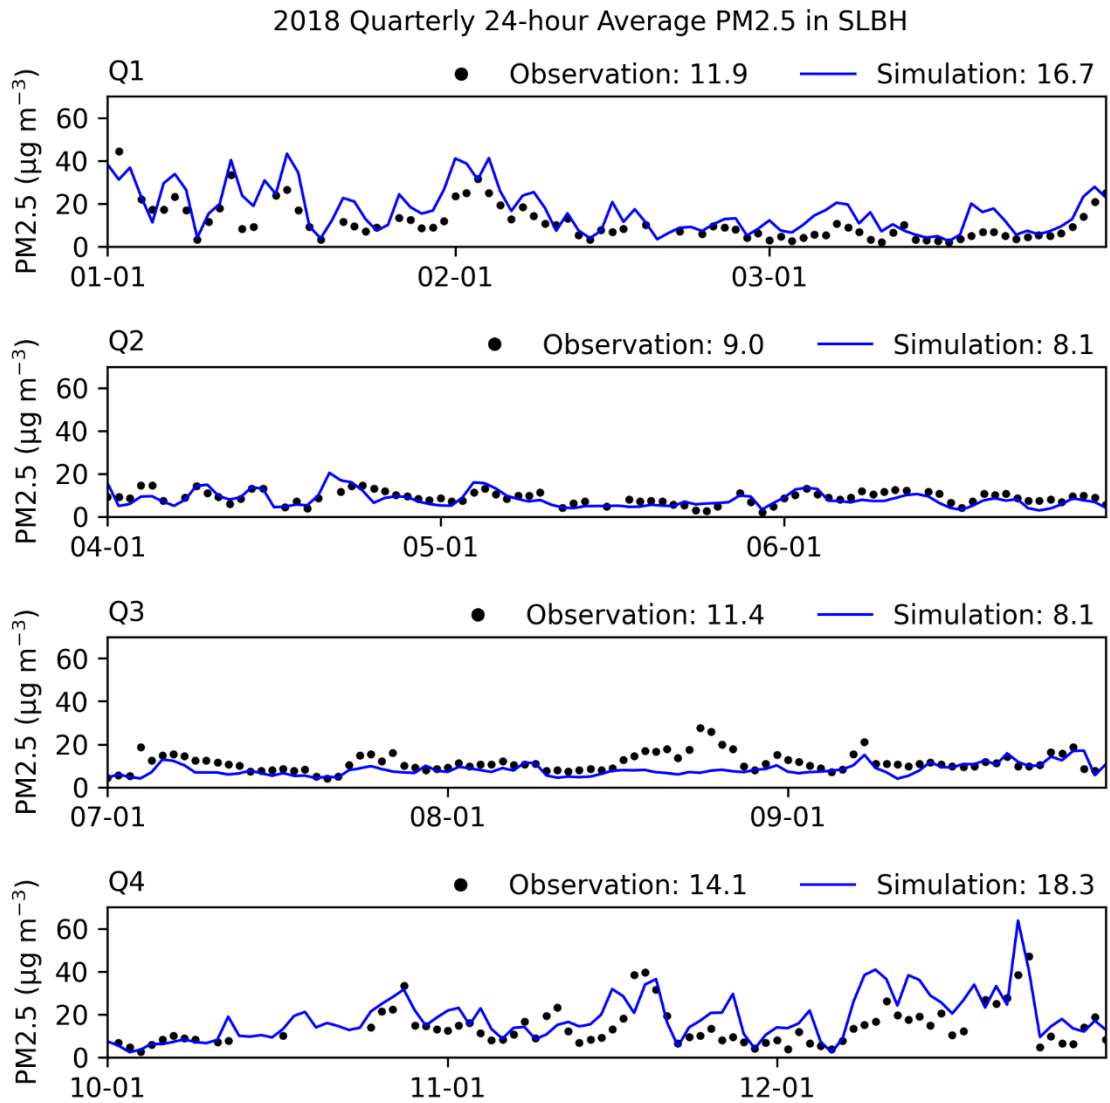 2018 Quarterly 24-hour Average PM2.5 in SLBH
Q1 Observation: 11.9 Simulation: 16.7
PM2.5 (μg m⁻³)
60
40
20
0
01-01 02-01 03-01
Q2 Observation: 9.0 Simulation: 8.1
PM2.5 (μg m⁻³)
60
40
20
0
04-01 05-01 06-01
Q3 Observation: 11.4 Simulation: 8.1
PM2.5 (μg m⁻³)
60
40
20
0
07-01 08-01 09-01
Q4 Observation: 14.1 Simulation: 18.3
PM2.5 (μg m⁻³)
60
40
20
0
10-01 11-01 12-01